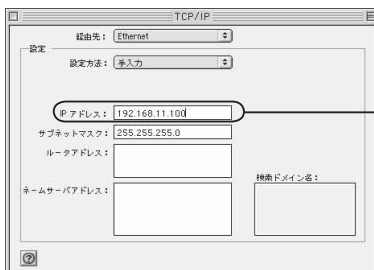 TCP/IP
経由先： Ethernet
設定
設定方法： 手入力
IP アドレス： 192.168.11.100
サブネットマスク： 255.255.255.0
ルータアドレス：
検索ドメイン名：
ネームサーバアドレス：
?